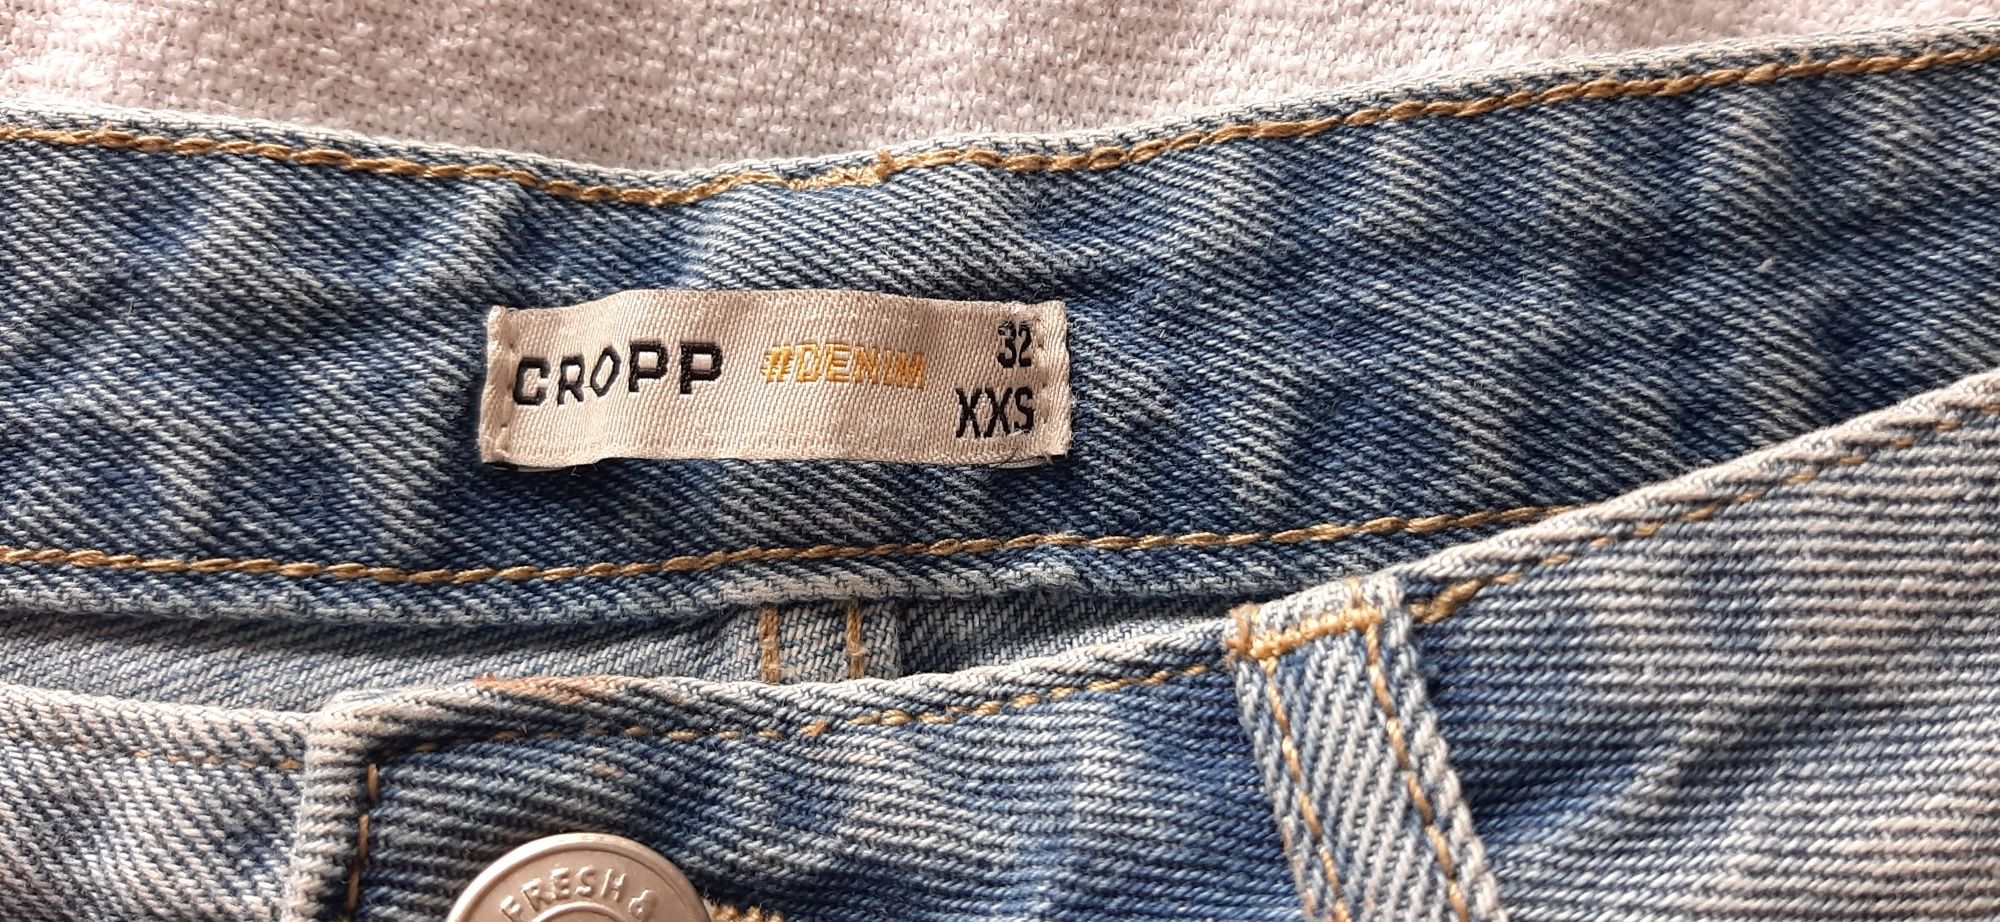 CROPP #DENIM 32
XXS
FRESH &